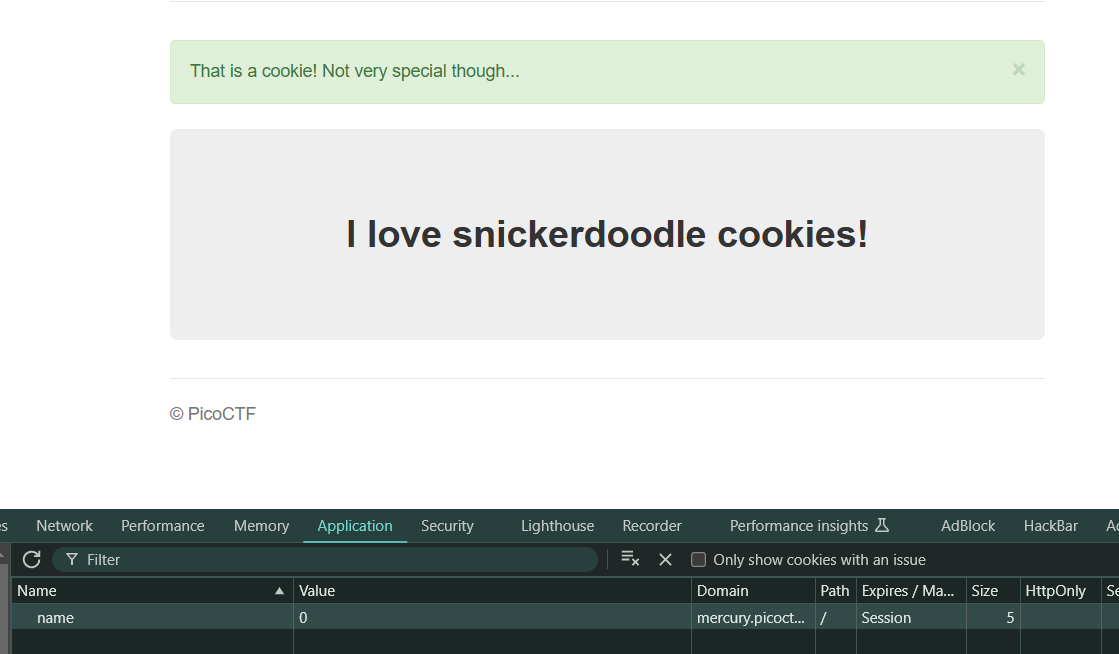 That is a cookie! Not very special though... ×
I love snickerdoodle cookies!
© PicoCTF
es Network Performance Memory Application Security Lighthouse Recorder Performance insights AdBlock HackBar
Filter Only show cookies with an issue
Name Value Domain Path Expires / Ma... Size HttpOnly
name 0 mercury.picoct... / Session 5